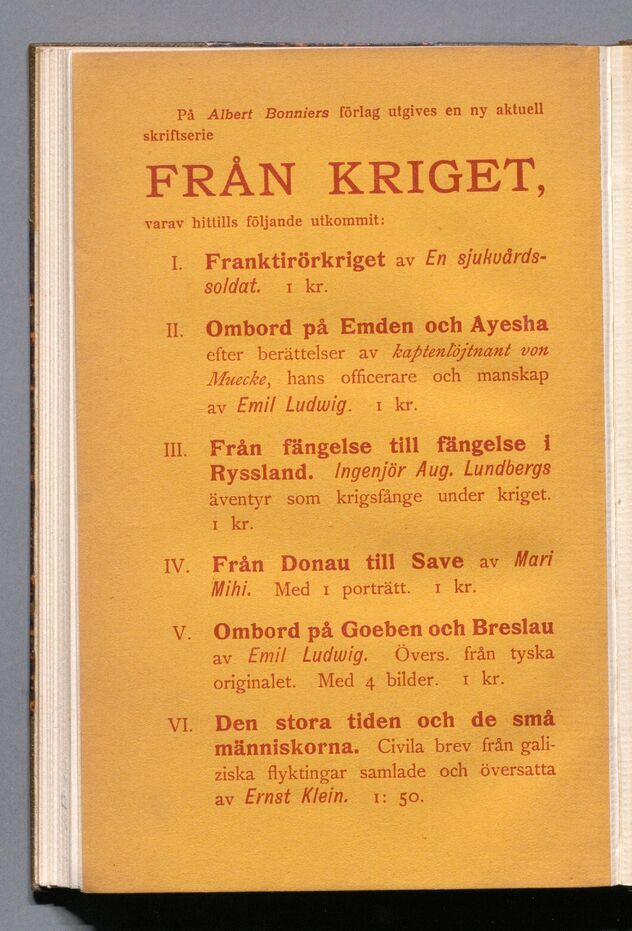 På Albert Bonniers förlag utgives en ny aktuell
skriftserie
FRÅN KRIGET,
varav hittills följande utkommit:
I. Franktirörkriget av En sjukvårds-
soldat. 1 kr.
II. Ombord på Emden och Ayesha
efter berättelser av kaptenlöjtnant von
Muecke, hans officerare och manskap
av Emil Ludwig. 1 kr.
III. Från fängelse till fängelse i
Ryssland. Ingenjör Aug. Lundbergs
äventyr som krigsfånge under kriget.
1 kr.
IV. Från Donau till Save av Mari
Mihi. Med 1 porträtt. 1 kr.
V. Ombord på Goeben och Breslau
av Emil Ludwig. Övers. från tyska
originalet. Med 4 bilder. 1 kr.
VI. Den stora tiden och de små
människorna. Civila brev från gali-
ziska flyktingar samlade och översatta
av Ernst Klein. 1: 50.